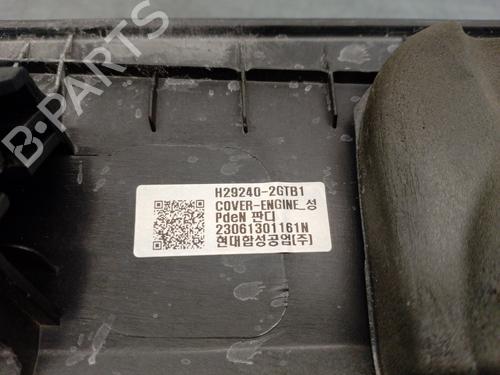 B-PARTS
H29240-2GTB1
COVER-ENGINE_성
PdeN 판디
23061301161N
현대합성공업(주)